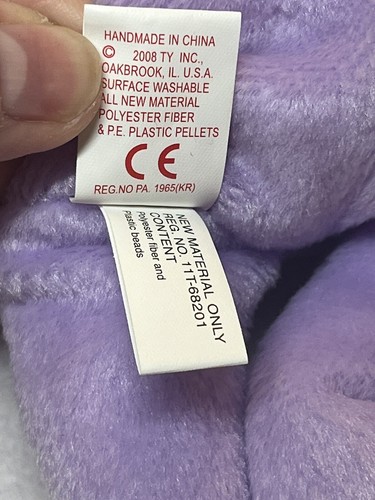 HANDMADE IN CHINA
© 2008 TY INC.,
OAKBROOK, IL. U.S.A.
SURFACE WASHABLE
ALL NEW MATERIAL
POLYESTER FIBER
& P.E. PLASTIC PELLETS
CE
REG.NO PA. 1965(KR)
NEW MATERIAL ONLY
REG. NO. 11T-68201
CONTENT
Polyester fiber and
Plastic beads